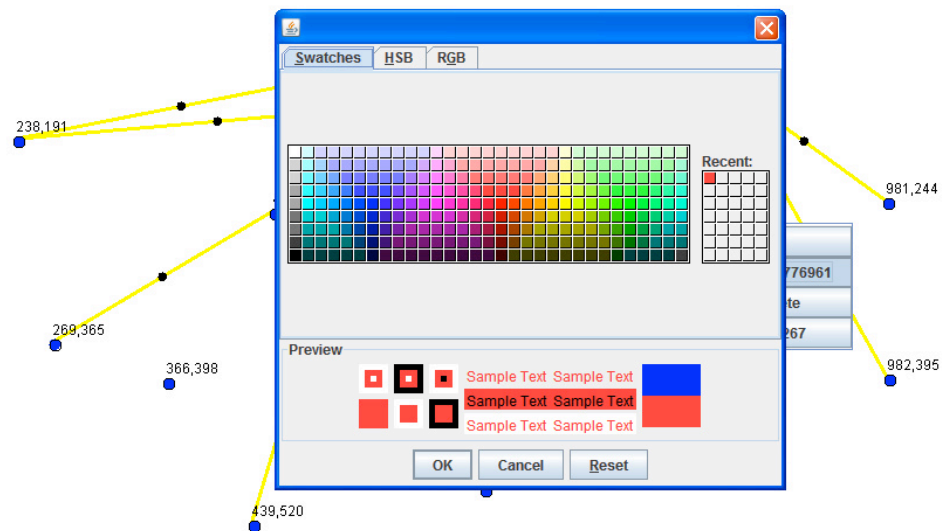 Swatches HSB RGB
238,191
Recent:
981,244
776961
269,365
267
Preview
366,398
982,395
Sample Text Sample Text
Sample Text Sample Text
Sample Text Sample Text
OK Cancel Reset
439,520